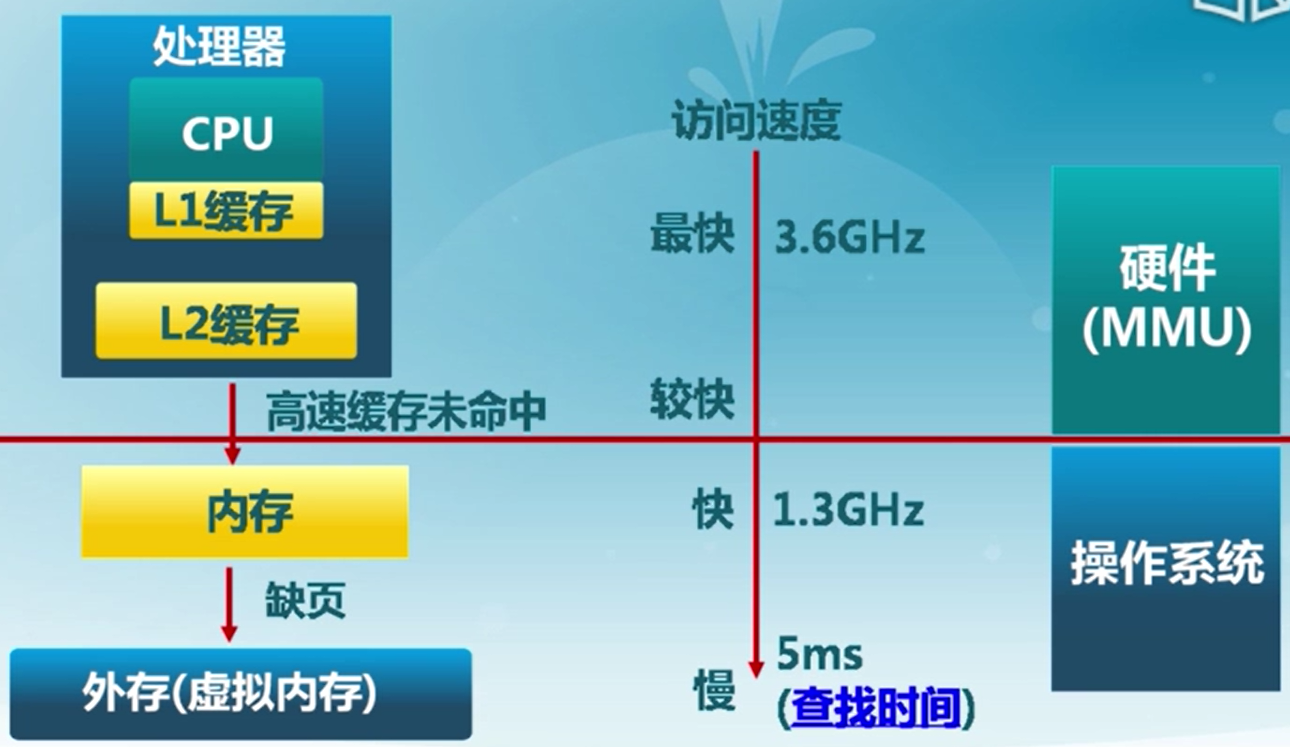 处理器
CPU
L1缓存
L2缓存
高速缓存未命中
内存
缺页
外存(虚拟内存)
访问速度
最快 3.6GHz
较快
快 1.3GHz
慢 5ms
(查找时间)
硬件
(MMU)
操作系统